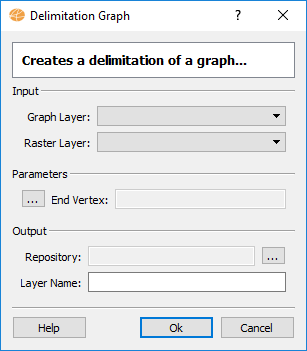 Delimitation Graph
?
Creates a delimitation of a graph...
Input
Graph Layer:
Raster Layer:
Parameters
... End Vertex:
Output
Repository: ...
Layer Name:
Help Ok Cancel